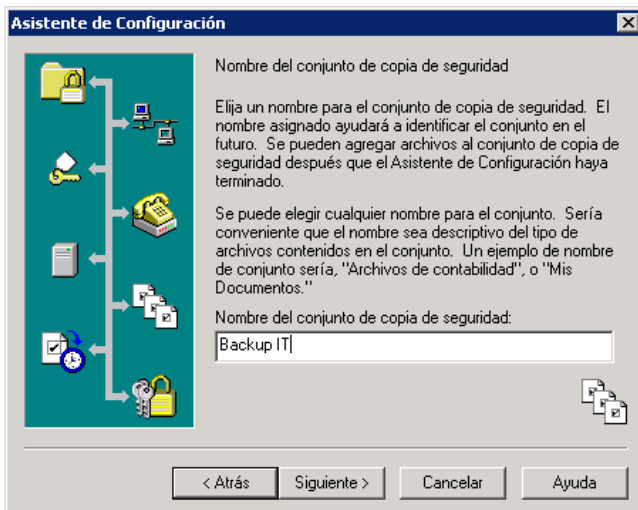 Asistente de Configuración
Nombre del conjunto de copia de seguridad
Elija un nombre para el conjunto de copia de seguridad. El
nombre asignado ayudará a identificar el conjunto en el
futuro. Se pueden agregar archivos al conjunto de copia de
seguridad después que el Asistente de Configuración haya
terminado.
Se puede elegir cualquier nombre para el conjunto. Sería
conveniente que el nombre sea descriptivo del tipo de
archivos contenidos en el conjunto. Un ejemplo de nombre
de conjunto sería, "Archivos de contabilidad", o "Mis
Documentos."
Nombre del conjunto de copia de seguridad:
Backup IT
< Atrás Siguiente > Cancelar Ayuda